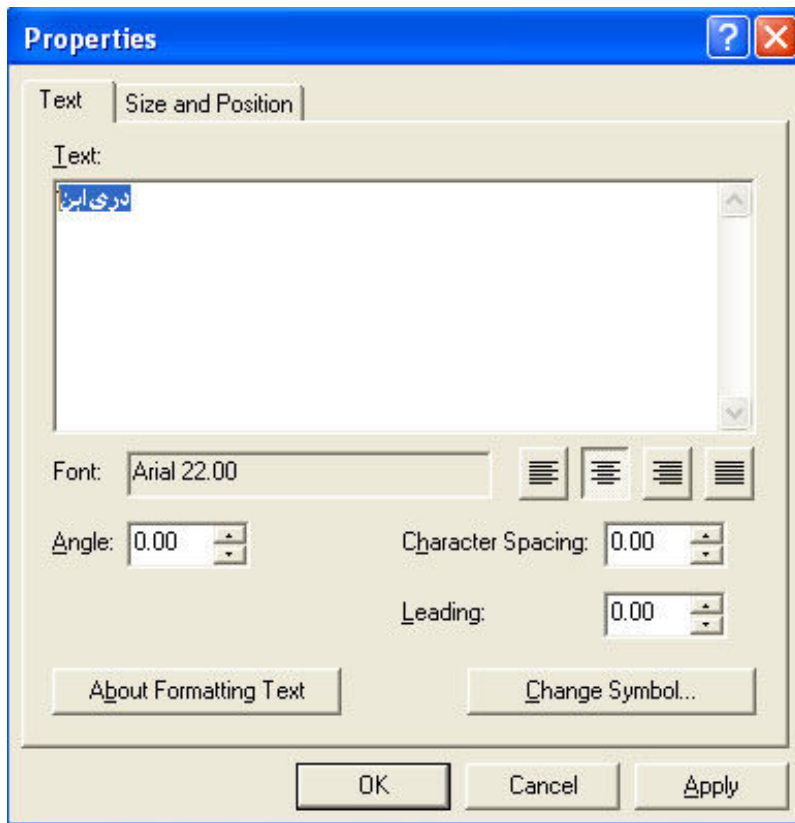 Properties
Text
Size and Position
Text:
دری این
Font:
Arial 22.00
Angle:
0.00
Character Spacing:
0.00
Leading:
0.00
About Formatting Text
Change Symbol...
OK
Cancel
Apply